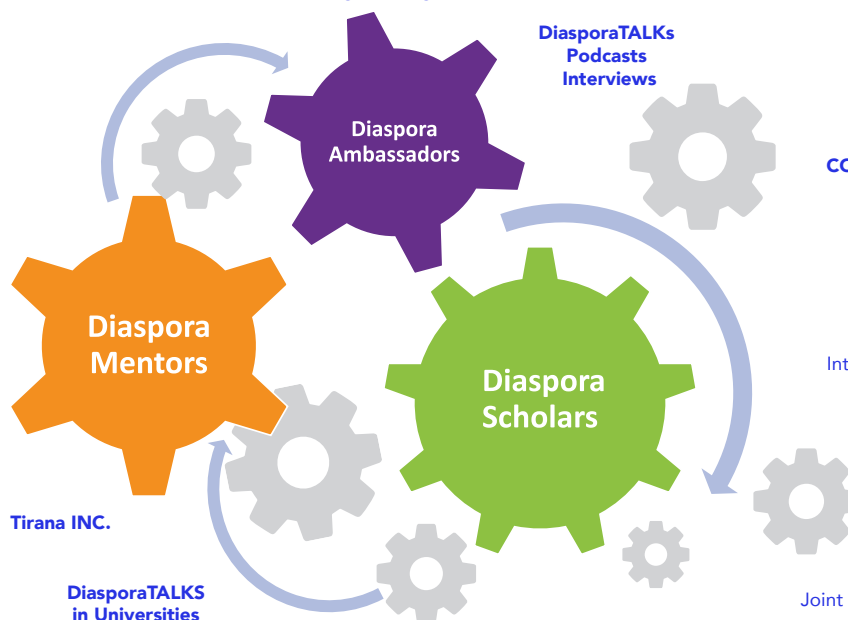 DiasporaTALKs
Podcasts
Interviews
Diaspora
Ambassadors
Diaspora
Mentors
Diaspora
Scholars
Tirana INC.
DiasporaTALKS
in Universities
Joint